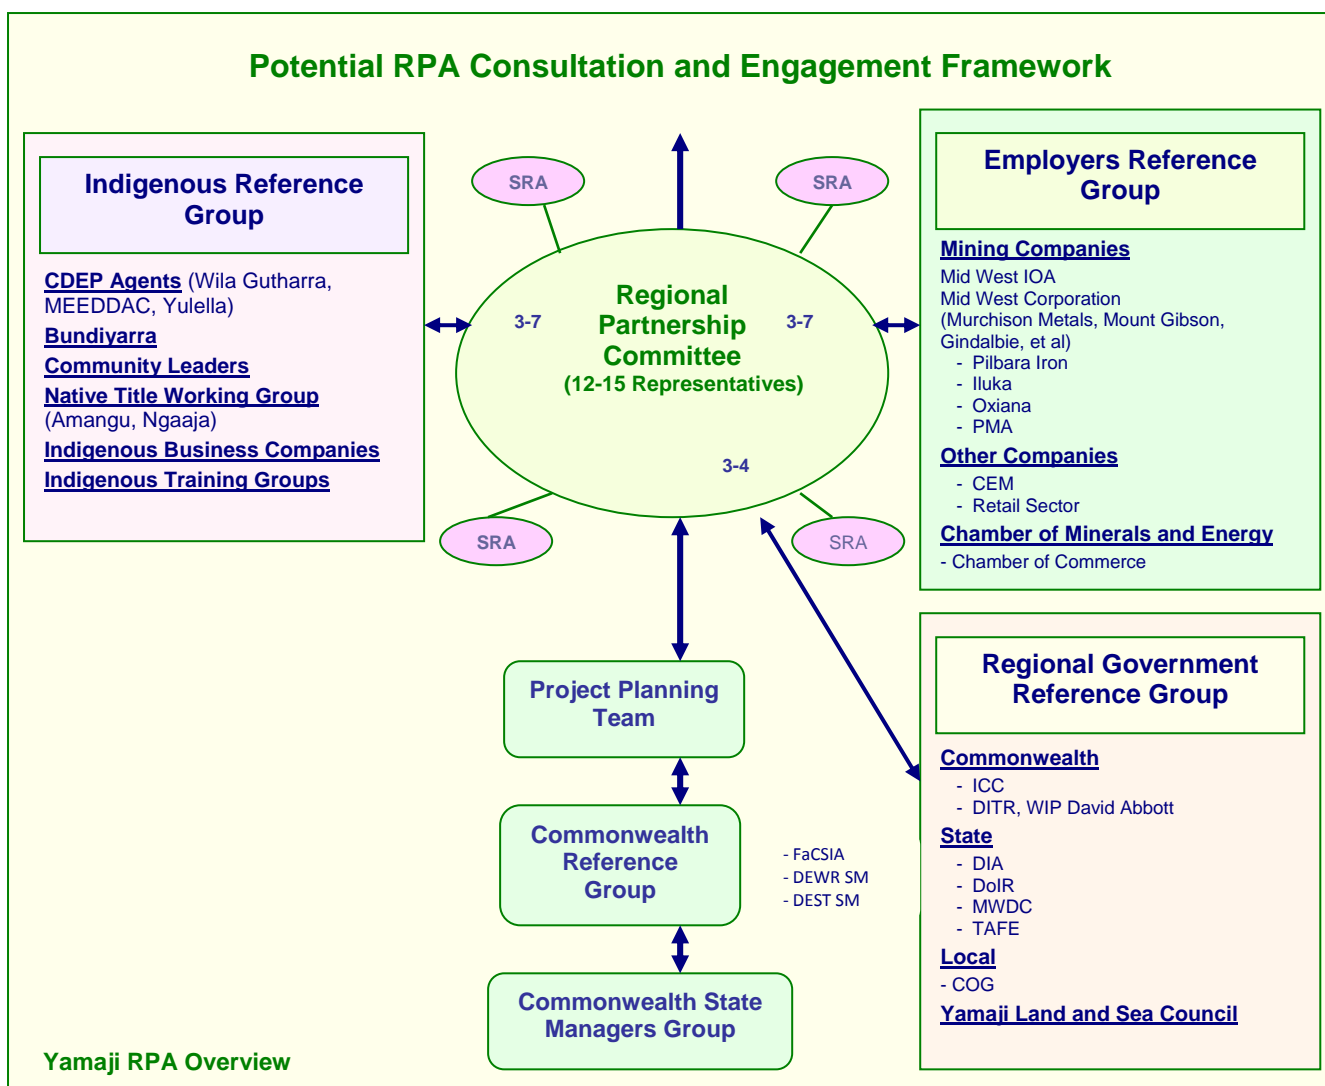 Potential RPA Consultation and Engagement Framework
Indigenous Reference
Group
CDEP Agents (Wila Gutharra,
MEEDDAC, Yulella)
Bundiyarra
Community Leaders
Native Title Working Group
(Amangu, Ngaaja)
Indigenous Business Companies
Indigenous Training Groups
SRA
SRA
Regional
Partnership
Committee
(12-15 Representatives)
3-7
3-7
3-4
SRA
SRA
Project Planning
Team
Commonwealth
Reference
Group
- FaCSIA
- DEWR SM
- DEST SM
Commonwealth State
Managers Group
Employers Reference
Group
Mining Companies
Mid West IOA
Mid West Corporation
(Murchison Metals, Mount Gibson,
Gindalbie, et al)
- Pilbara Iron
- Iluka
- Oxiana
- PMA
Other Companies
- CEM
- Retail Sector
Chamber of Minerals and Energy
- Chamber of Commerce
Regional Government
Reference Group
Commonwealth
- ICC
- DITR, WIP David Abbott
State
- DIA
- DoIR
- MWDC
- TAFE
Local
- COG
Yamaji Land and Sea Council
Yamaji RPA Overview